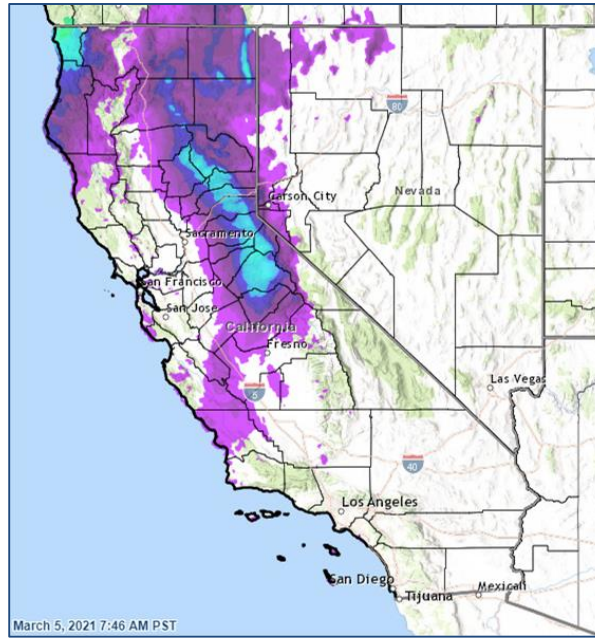 80
Carson City
Nevada
Sacramento
San Francisco
San Jose
California
Fresno
5
Las Vegas
40
Los Angeles
San Diego
Tijuana
Mexicali
March 5, 2021 7:46 AM PST